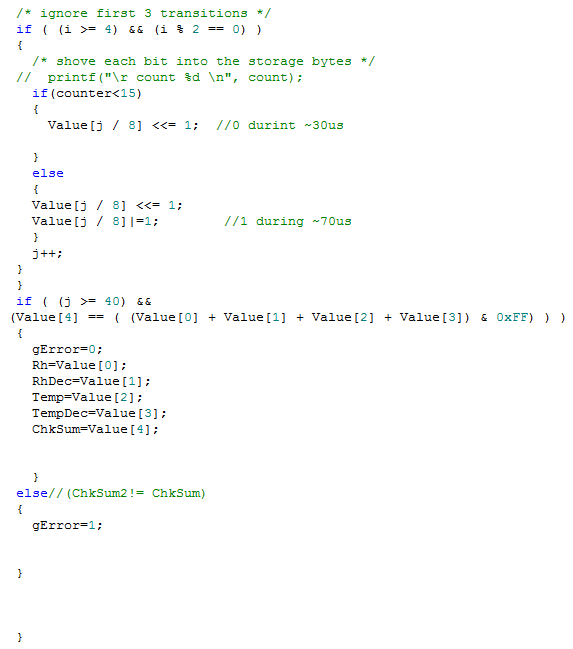 /* ignore first 3 transitions */
if ( (i >= 4) && (i % 2 == 0) )
{
/* shove each bit into the storage bytes */
//  printf("\r count %d \n", count);
if(counter<15)
{
Value[j / 8] <<= 1;  //0 durint ~30us
}
else
{
Value[j / 8] <<= 1;
Value[j / 8]|=1;        //1 during ~70us
}
j++;
}
}
if ( (j >= 40) &&
(Value[4] == ( (Value[0] + Value[1] + Value[2] + Value[3]) & 0xFF) ) )
{
gError=0;
Rh=Value[0];
RhDec=Value[1];
Temp=Value[2];
TempDec=Value[3];
ChkSum=Value[4];
}
else//(ChkSum2!= ChkSum)
{
gError=1;
}
}